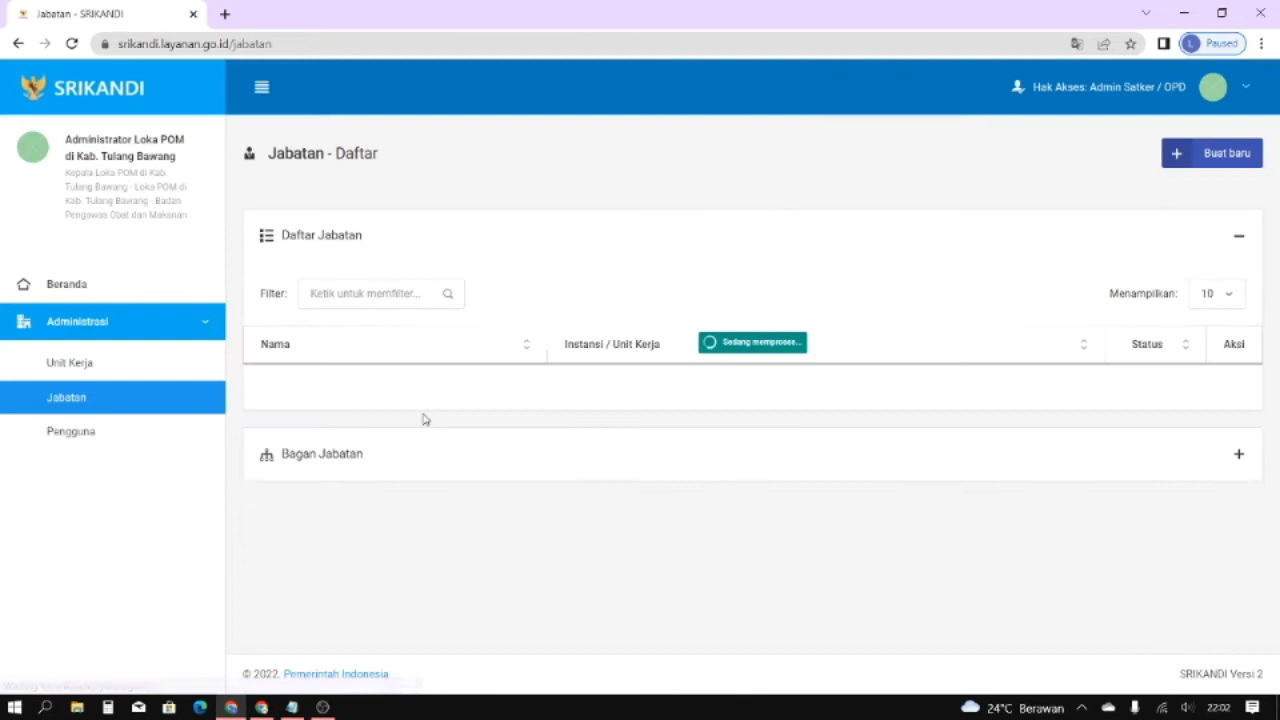 Jabatan - SRIKANDI
srikandi.layanan.go.id/jabatan
L Paused
SRIKANDI
Hak Akses: Admin Satker / OPD
Administrator Loka POM
di Kab. Tulang Bawang
Kepala Loka POM di Kab.
Tulang Bawang - Loka POM di
Kab. Tulang Bawang - Badan
Pengawas Obat dan Makanan
Jabatan - Daftar
+ Buat baru
Daftar Jabatan
Filter: Ketik untuk memfilter...
Menampilkan: 10
Nama
Instansi / Unit Kerja
Sedang memproses...
Status
Aksi
Beranda
Administrasi
Unit Kerja
Jabatan
Pengguna
Bagan Jabatan
© 2022. Pemerintah Indonesia
SRIKANDI Versi 2
24°C Berawan
22:02